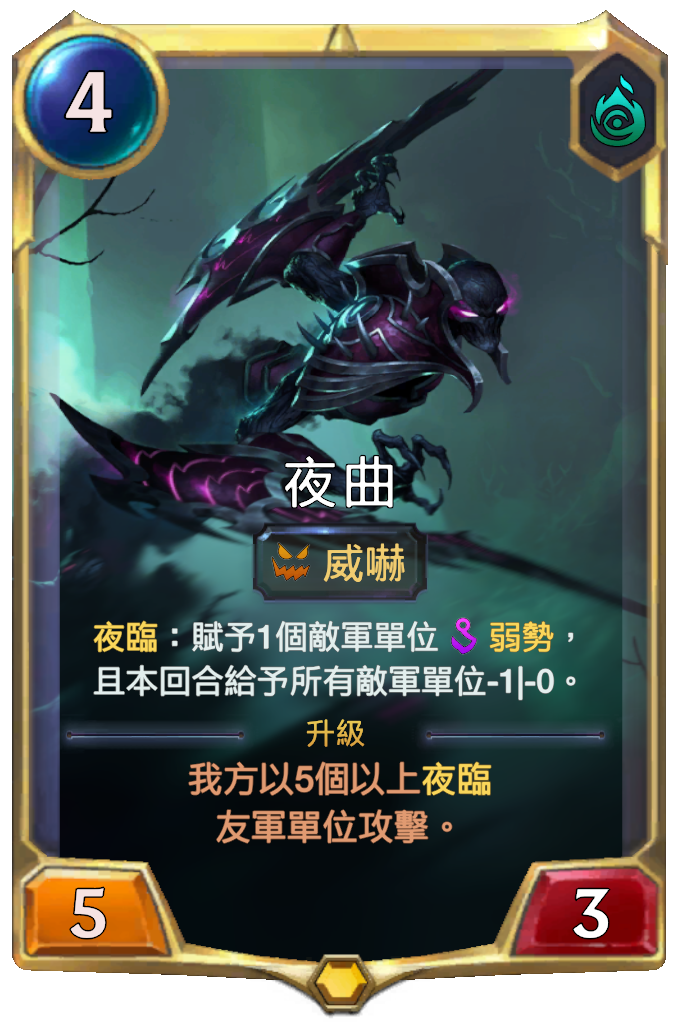 4
夜曲
威嚇
夜臨：賦予1個敵軍單位 弱勢，
且本回合給予所有敵軍單位-1|-0。
升級
我方以5個以上夜臨
友軍單位攻擊。
5
3